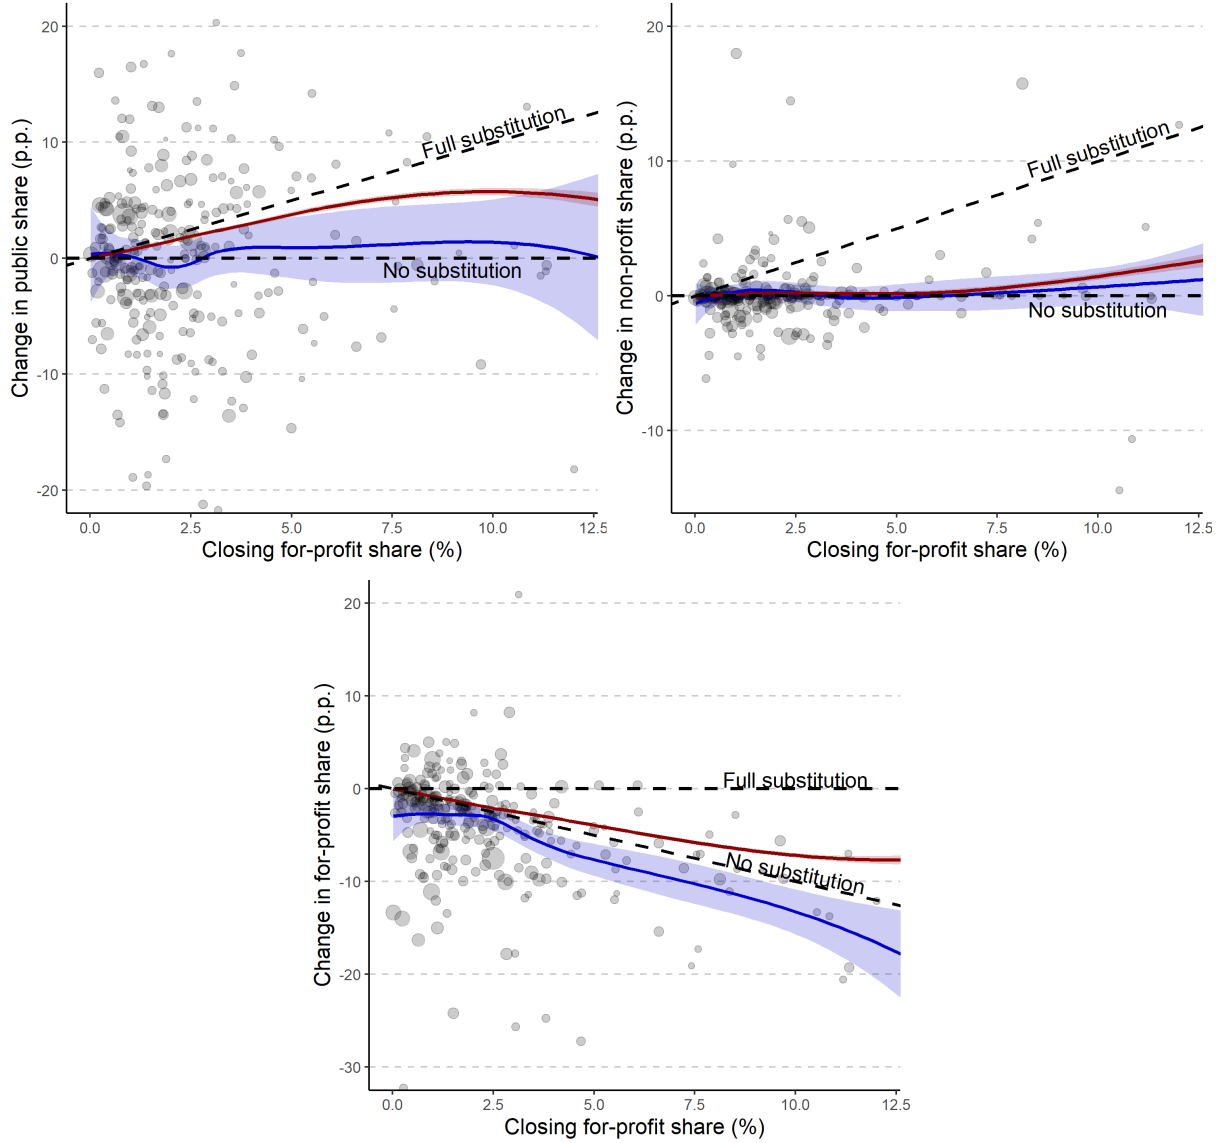 20
10
0
-10
-20
Change in public share (p.p.)
Full substitution
No substitution
0.0 2.5 5.0 7.5 10.0 12.5
Closing for-profit share (%)
20
10
0
-10
Change in non-profit share (p.p.)
Full substitution
No substitution
0.0 2.5 5.0 7.5 10.0 12.5
Closing for-profit share (%)
20
10
0
-10
-20
-30
Change in for-profit share (p.p.)
Full substitution
No substitution
0.0 2.5 5.0 7.5 10.0 12.5
Closing for-profit share (%)